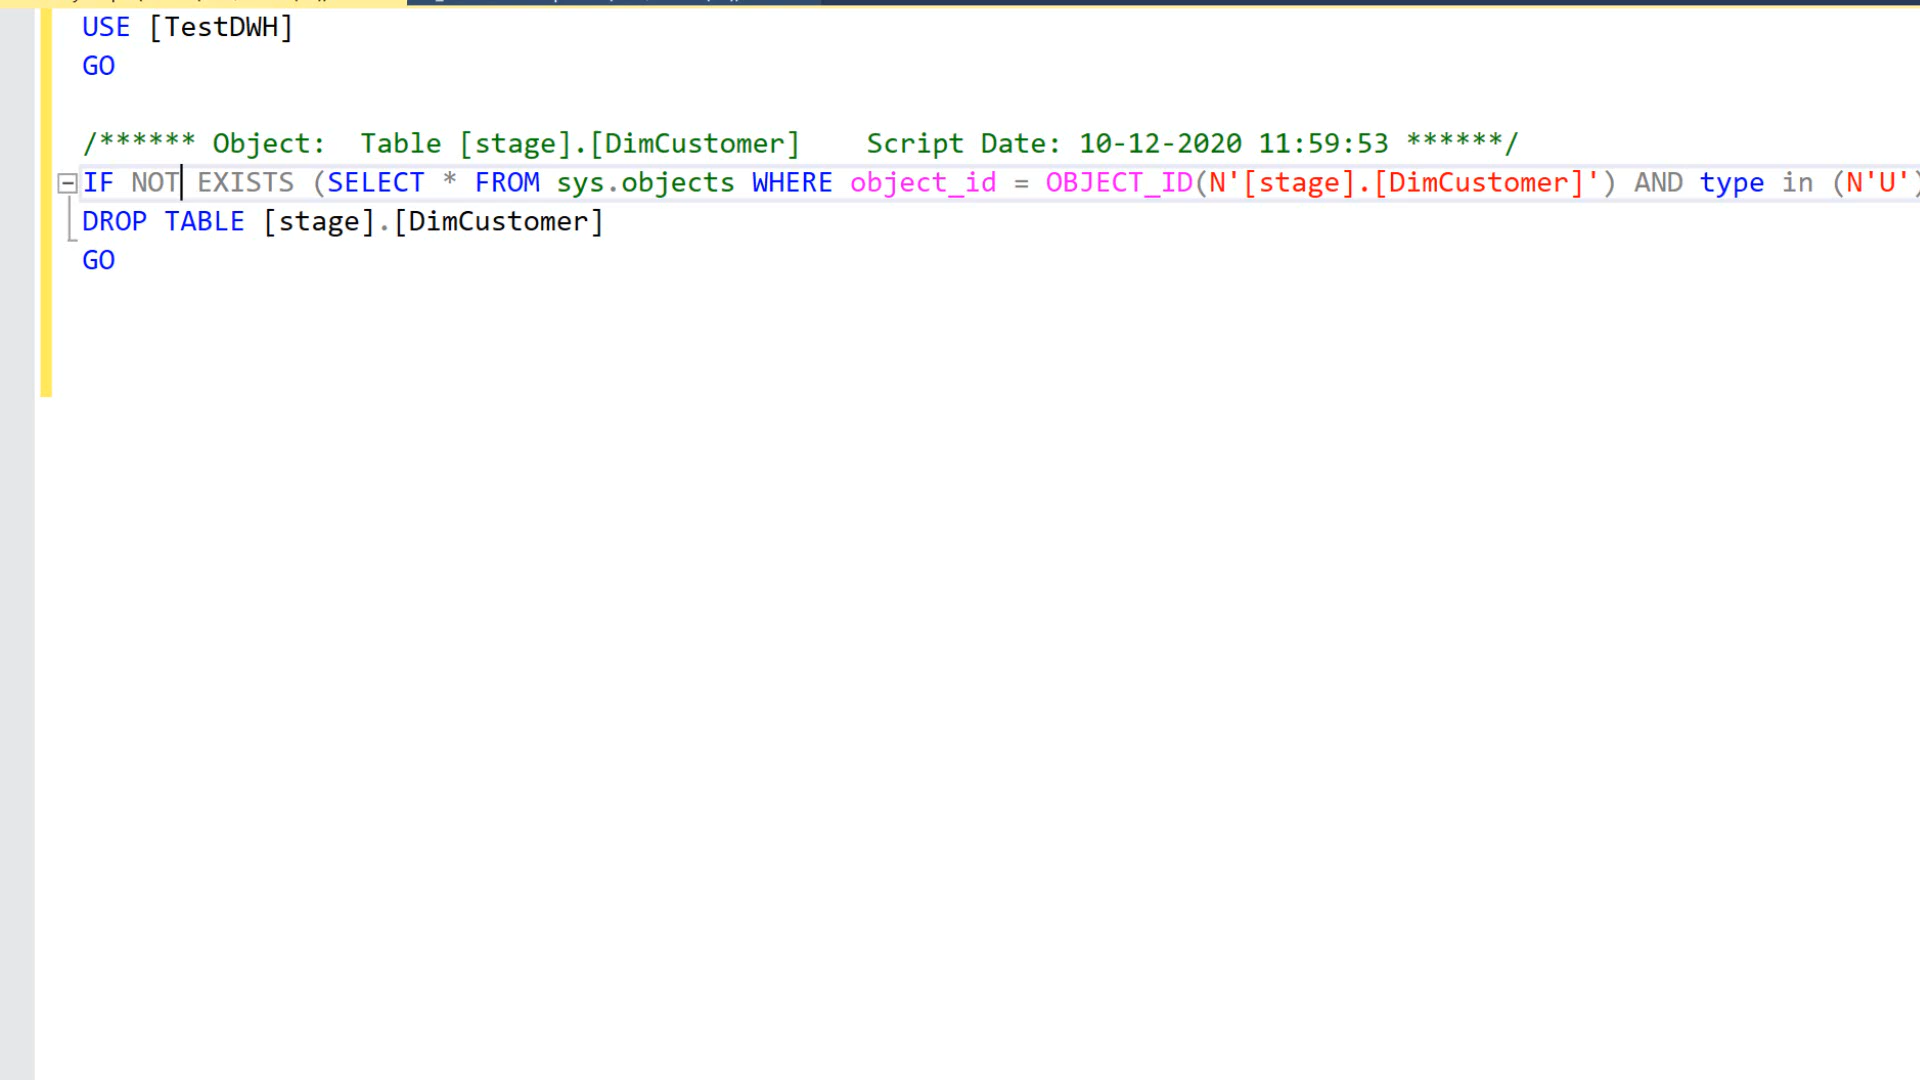 USE [TestDWH]
GO
/****** Object:  Table [stage].[DimCustomer]    Script Date: 10-12-2020 11:59:53 ******/
IF NOT EXISTS (SELECT * FROM sys.objects WHERE object_id = OBJECT_ID(N'[stage].[DimCustomer]') AND type in (N'U')
DROP TABLE [stage].[DimCustomer]
GO